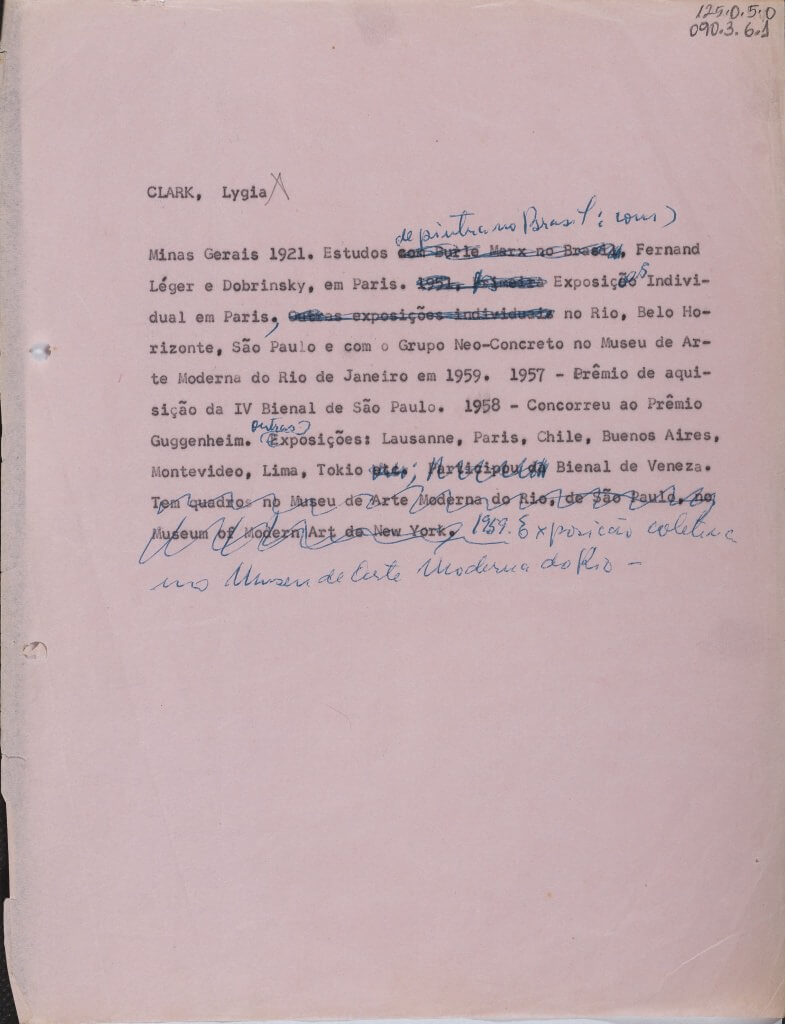 125.0.5.0
090.3.6.1
CLARK, Lygia
de pintura no Brasil: com
Minas Gerais 1921. Estudos com Burle Marx no Brasil, Fernand
Léger e Dobrinsky, em Paris. 1952. Primeira Exposições Indivi-
dual em Paris, Outras exposições individuais no Rio, Belo Ho-
rizonte, São Paulo e com o Grupo Neo-Concreto no Museu de Ar-
te Moderna do Rio de Janeiro em 1959. 1957 - Prêmio de aqui-
sição da IV Bienal de São Paulo. 1958 - Concorreu ao Prêmio
outras
Guggenheim. Exposições: Lausanne, Paris, Chile, Buenos Aires,
Montevideo, Lima, Tokio etc. Participou da Bienal de Veneza.
Tem quadros no Museu de Arte Moderna do Rio, de São Paulo, no
Museum of Modern Art de New York. 1959. Exposição coletiva
no Museu de Arte Moderna do Rio -